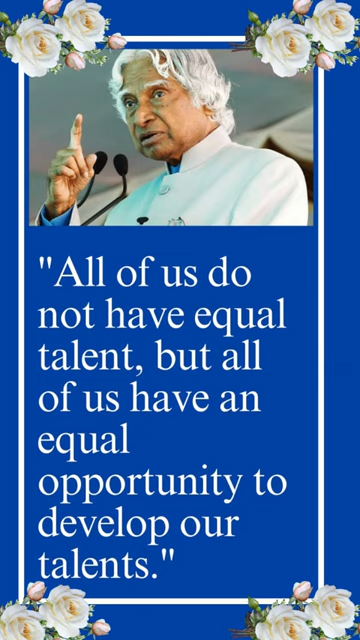 "All of us do
not have equal
talent, but all
of us have an
equal
opportunity to
develop our
talents."